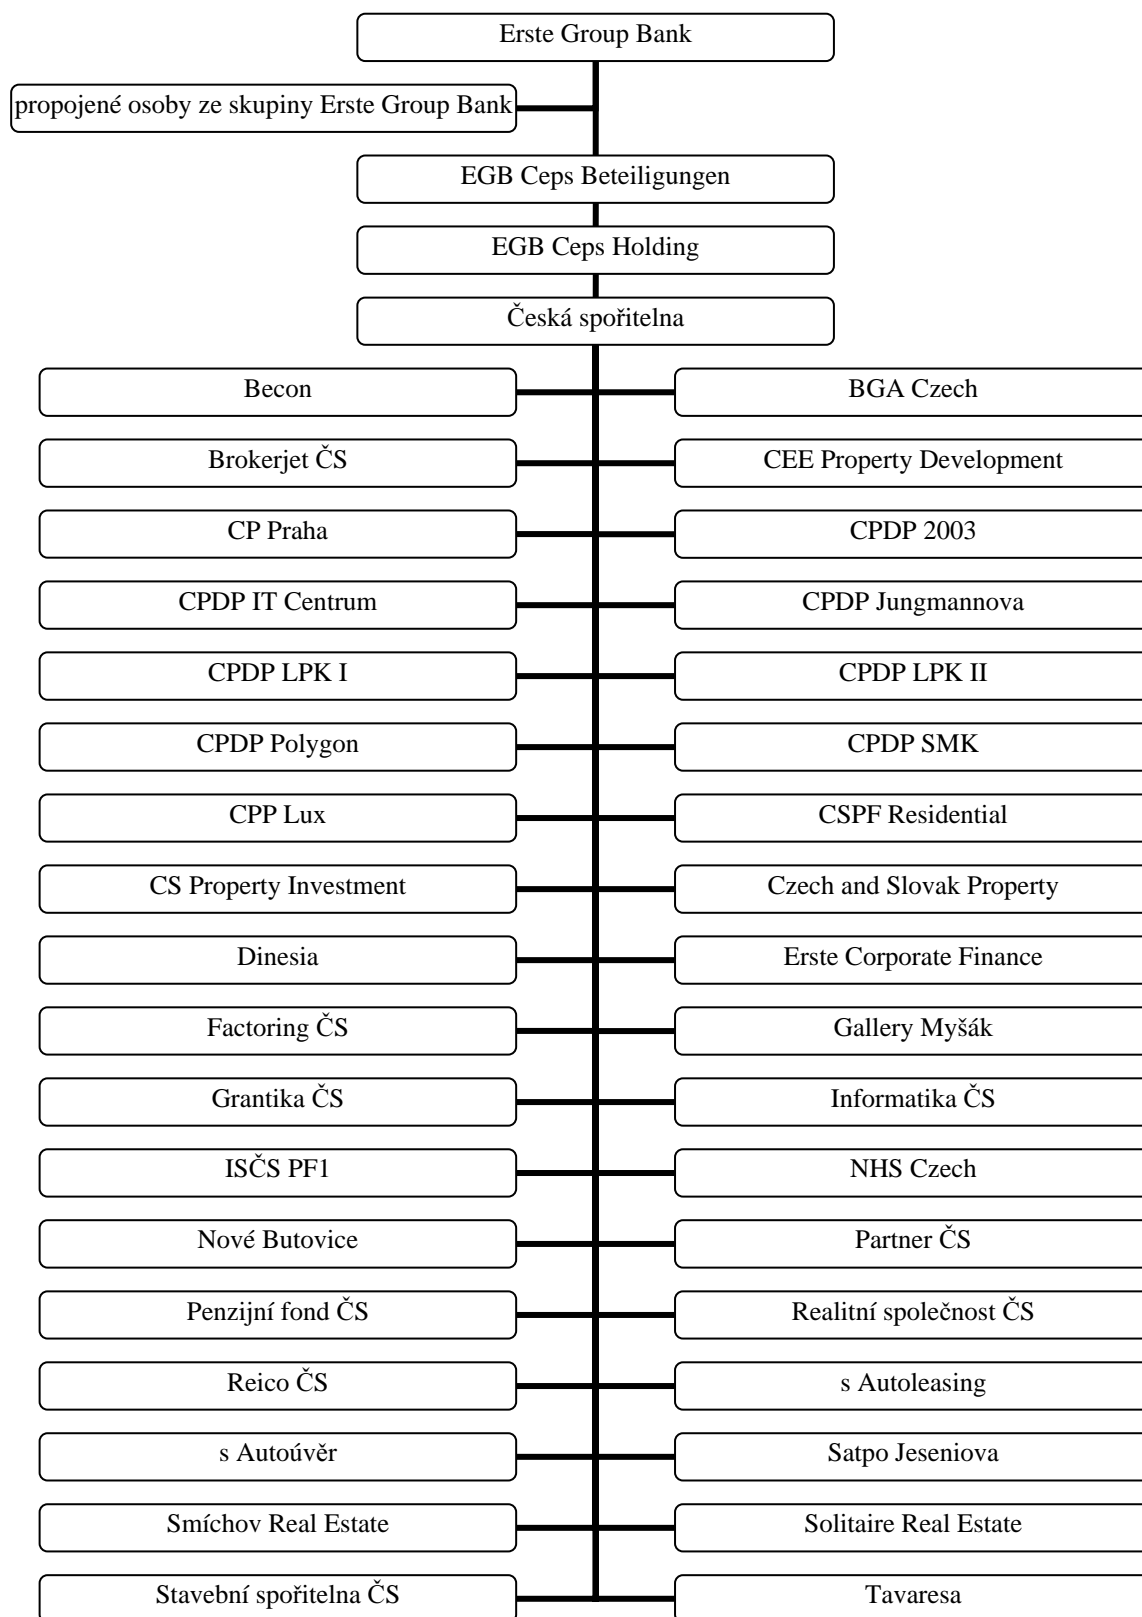 Erste Group Bank
propojené osoby ze skupiny Erste Group Bank
EGB Ceps Beteiligungen
EGB Ceps Holding
Česká spořitelna
Becon
BGA Czech
Brokerjet ČS
CEE Property Development
CP Praha
CPDP 2003
CPDP IT Centrum
CPDP Jungmannova
CPDP LPK I
CPDP LPK II
CPDP Polygon
CPDP SMK
CPP Lux
CSPF Residential
CS Property Investment
Czech and Slovak Property
Dinesia
Erste Corporate Finance
Factoring ČS
Gallery Myšák
Grantika ČS
Informatika ČS
ISČS PF1
NHS Czech
Nové Butovice
Partner ČS
Penzijní fond ČS
Realitní společnost ČS
Reico ČS
s Autoleasing
s Autoúvěr
Satpo Jeseniova
Smíchov Real Estate
Solitaire Real Estate
Stavební spořitelna ČS
Tavaresa